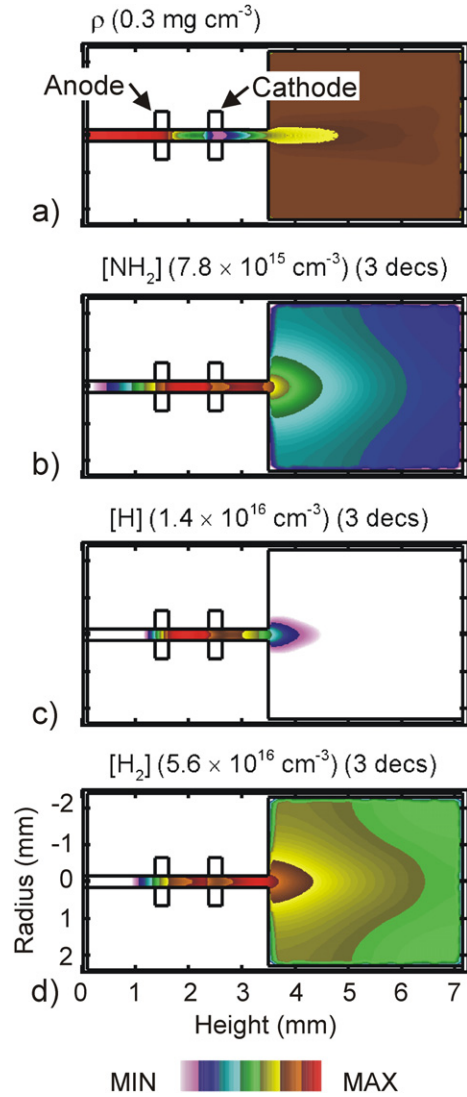 ρ (0.3 mg cm⁻³)
Anode
Cathode
a)
[NH₂] (7.8 × 10¹⁵ cm⁻³) (3 decs)
b)
[H] (1.4 × 10¹⁶ cm⁻³) (3 decs)
c)
[H₂] (5.6 × 10¹⁶ cm⁻³) (3 decs)
-2
-1
0
1
2
Radius (mm)
d)
0 1 2 3 4 5 6 7
Height (mm)
MIN MAX